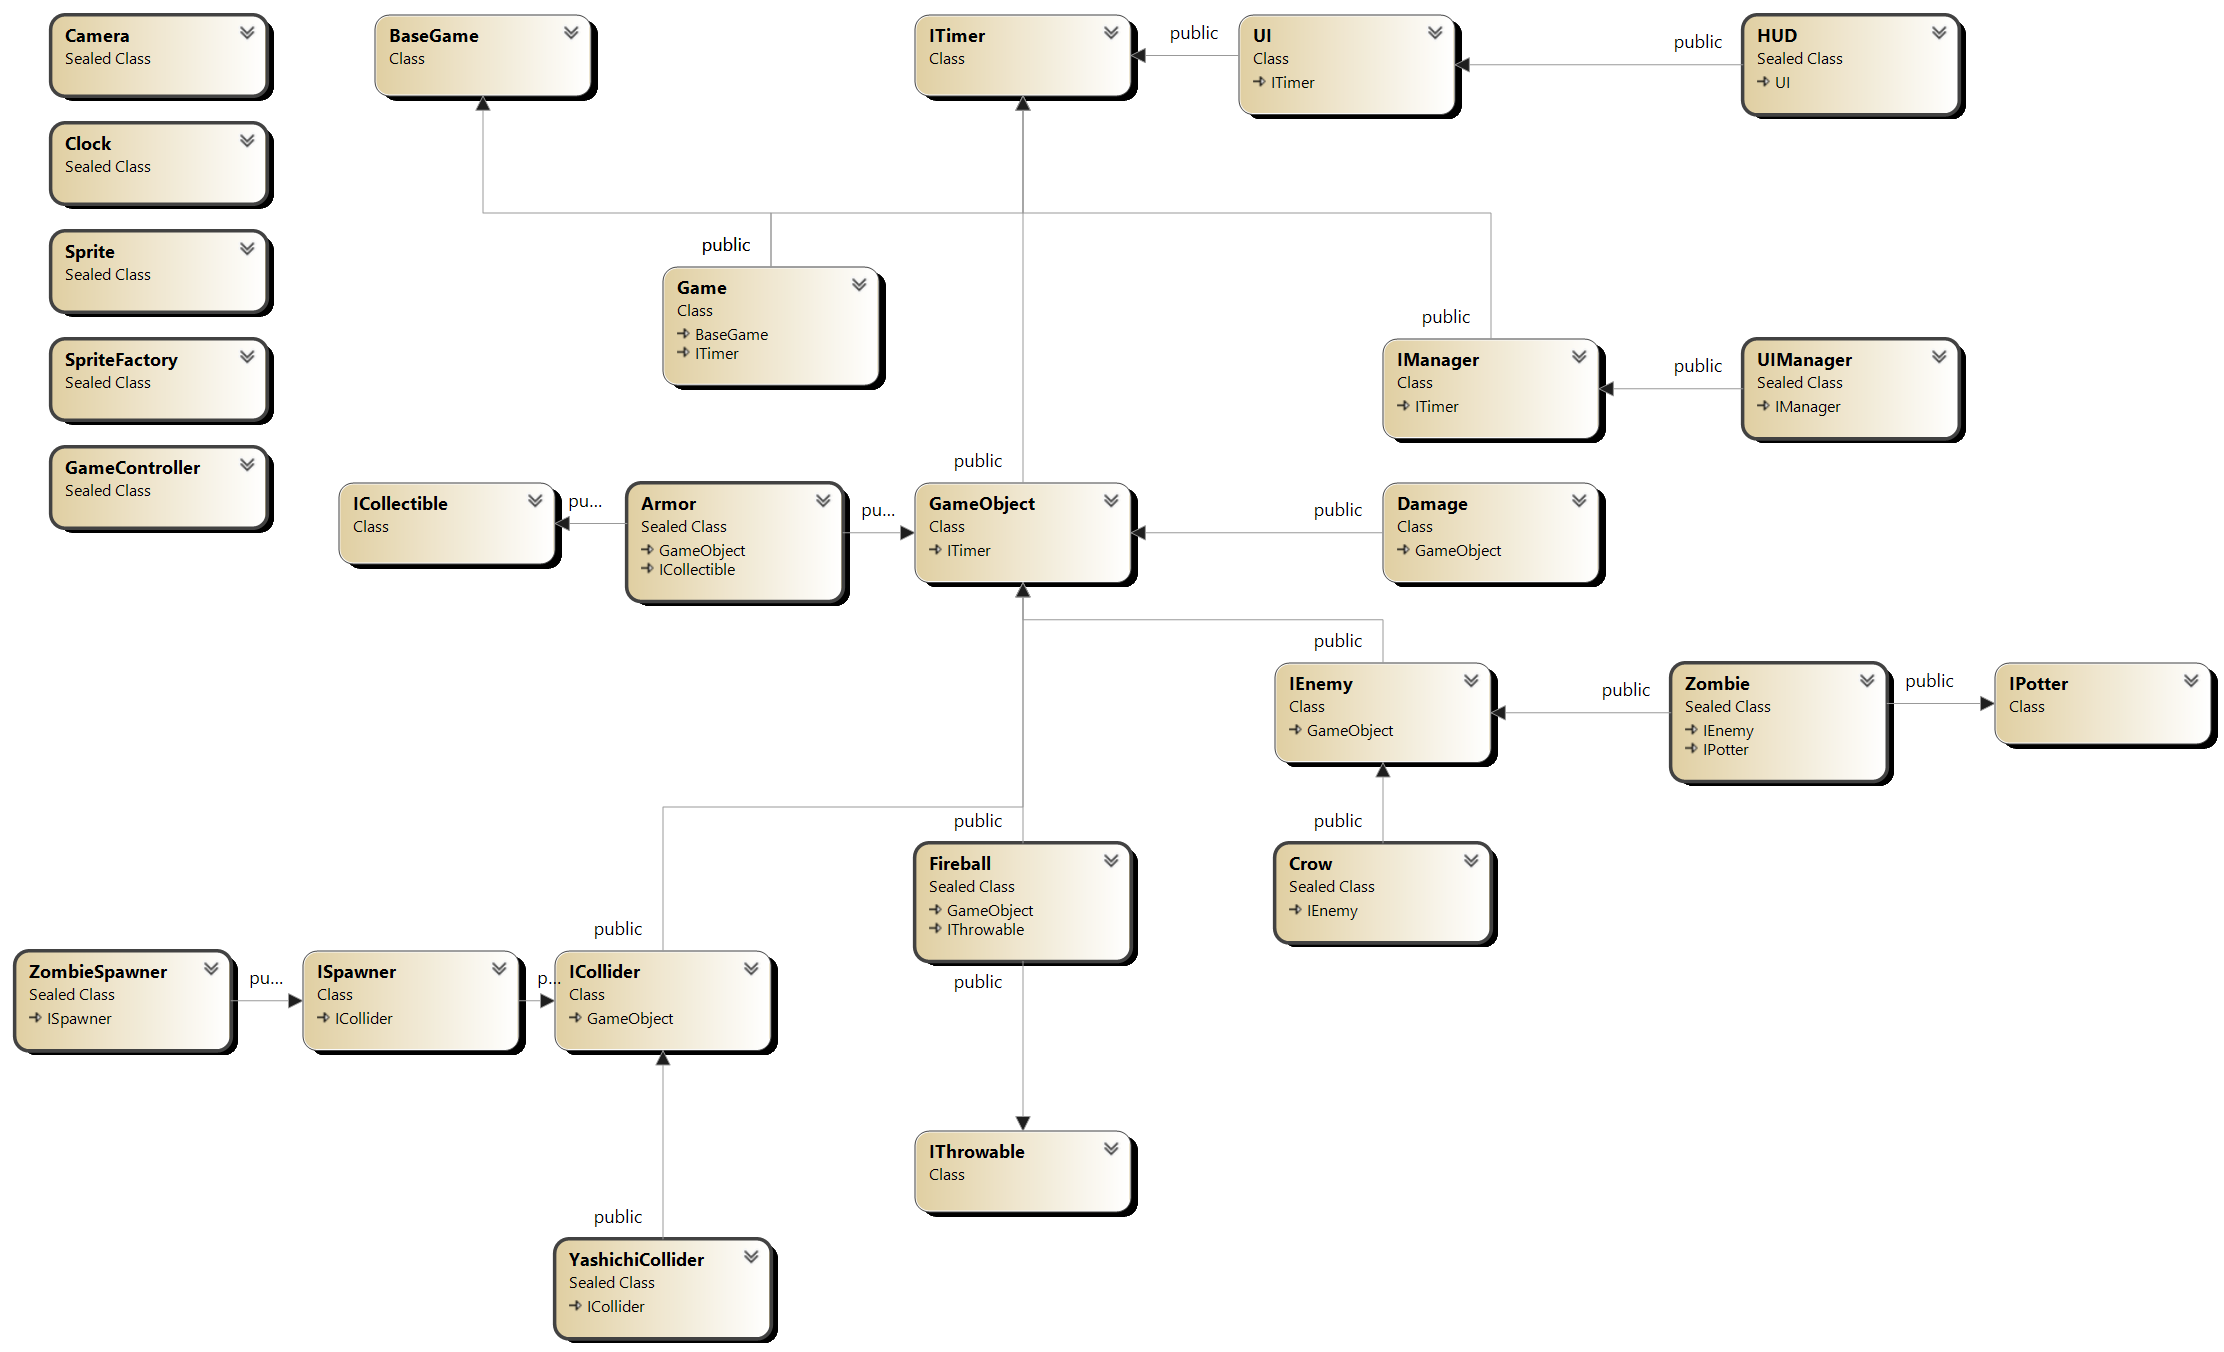 Camera
Sealed Class
BaseGame
Class
ITimer
Class
public
UI
Class
ITimer
public
HUD
Sealed Class
UI
Clock
Sealed Class
Sprite
Sealed Class
public
Game
Class
BaseGame
ITimer
public
SpriteFactory
Sealed Class
IManager
Class
ITimer
public
UIManager
Sealed Class
IManager
GameController
Sealed Class
public
ICollectible
Class
pu...
Armor
Sealed Class
GameObject
ICollectible
pu...
GameObject
Class
ITimer
public
Damage
Class
GameObject
public
IEnemy
Class
GameObject
public
Zombie
Sealed Class
IEnemy
IPotter
public
IPotter
Class
public
public
Fireball
Sealed Class
GameObject
IThrowable
Crow
Sealed Class
IEnemy
public
ZombieSpawner
Sealed Class
ISpawner
pu...
ISpawner
Class
ICollider
p...
ICollider
Class
GameObject
public
IThrowable
Class
public
YashichiCollider
Sealed Class
ICollider